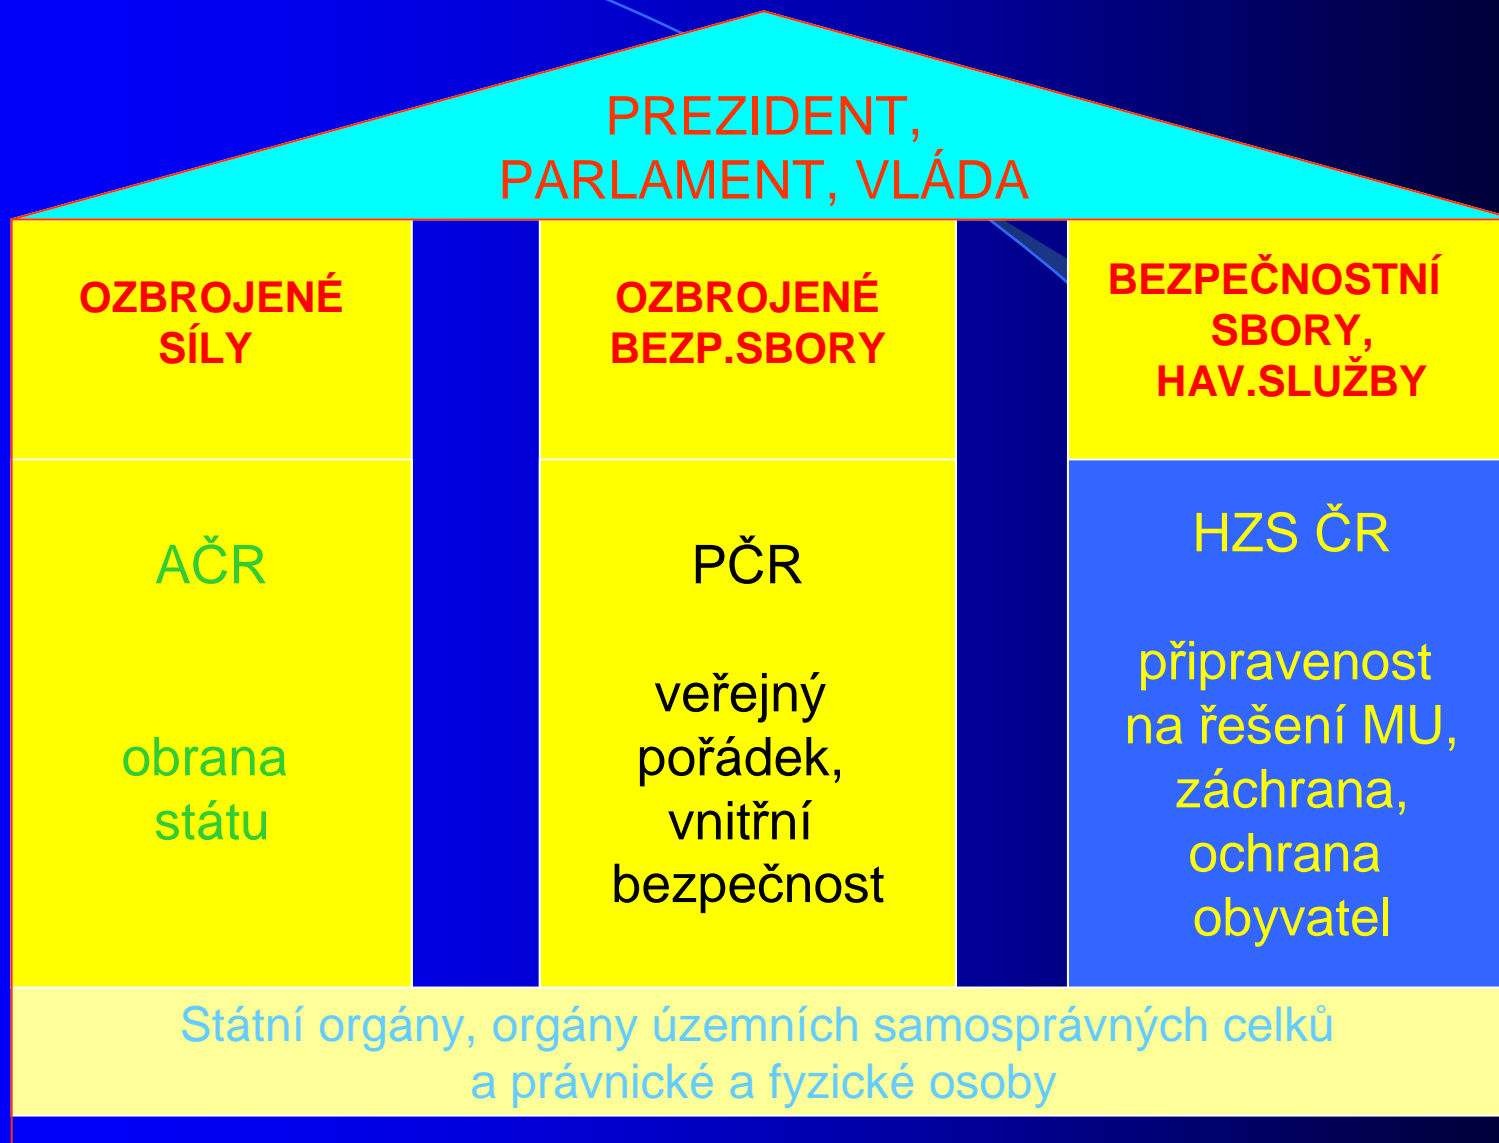 PREZIDENT,
PARLAMENT, VLÁDA
OZBROJENÉ
SÍLY
OZBROJENÉ
BEZP.SBORY
BEZPEČNOSTNÍ
SBORY,
HAV.SLUŽBY
AČR
obrana
státu
PČR
veřejný
pořádek,
vnitřní
bezpečnost
HZS ČR
připravenost
na řešení MU,
záchrana,
ochrana
obyvatel
Státní orgány, orgány územních samosprávných celků
a právnické a fyzické osoby